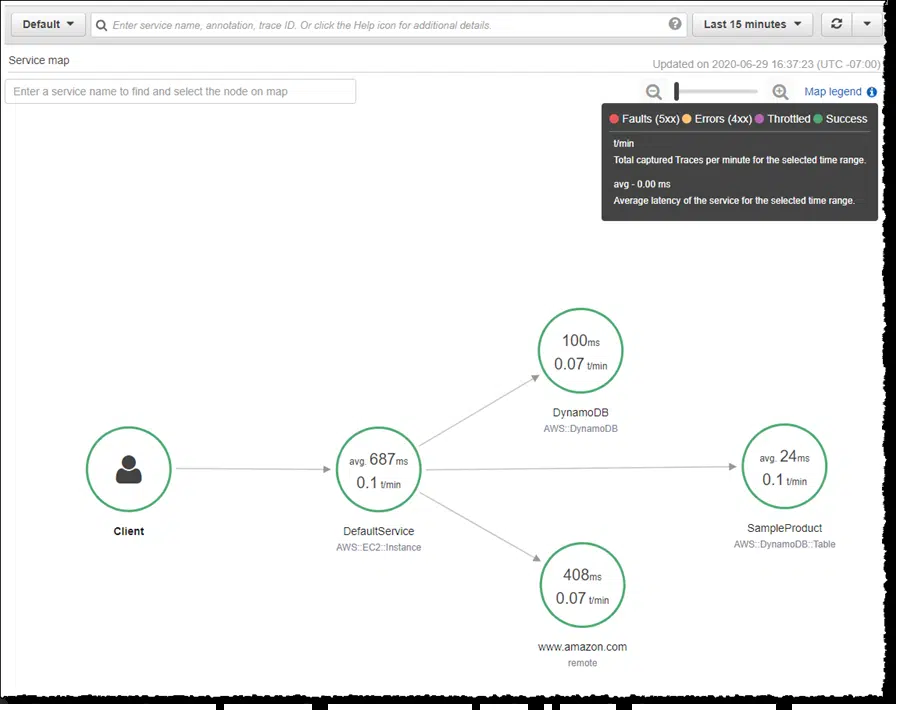 Default
Enter service name, annotation, trace ID. Or click the Help icon for additional details.
Last 15 minutes
Service map
Updated on 2020-06-29 16:37:23 (UTC -07:00)
Enter a service name to find and select the node on map
Map legend
Faults (5xx) Errors (4xx) Throttled Success
t/min
Total captured Traces per minute for the selected time range.
avg - 0.00 ms
Average latency of the service for the selected time range.
100ms
0.07 t/min
DynamoDB
AWS::DynamoDB
Client
avg. 687ms
0.1 t/min
DefaultService
AWS::EC2::Instance
avg. 24ms
0.1 t/min
SampleProduct
AWS::DynamoDB::Table
408ms
0.07 t/min
www.amazon.com
remote